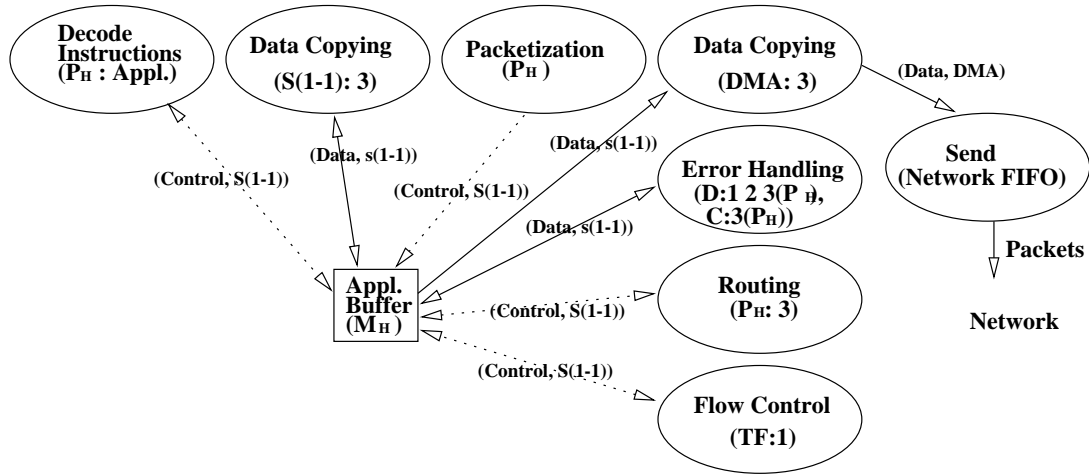 Decode
Instructions
(PH : Appl.)
Data Copying
(S(1-1): 3)
Packetization
(PH )
Data Copying
(DMA: 3)
(Data, DMA)
Send
(Network FIFO)
Packets
Network
(Control, S(1-1))
(Data, s(1-1))
(Control, S(1-1))
(Data, s(1-1))
(Data, s(1-1))
Error Handling
(D:1 2 3(P H),
C:3(PH))
Appl.
Buffer
(MH)
(Control, S(1-1))
Routing
(PH: 3)
(Control, S(1-1))
Flow Control
(TF:1)